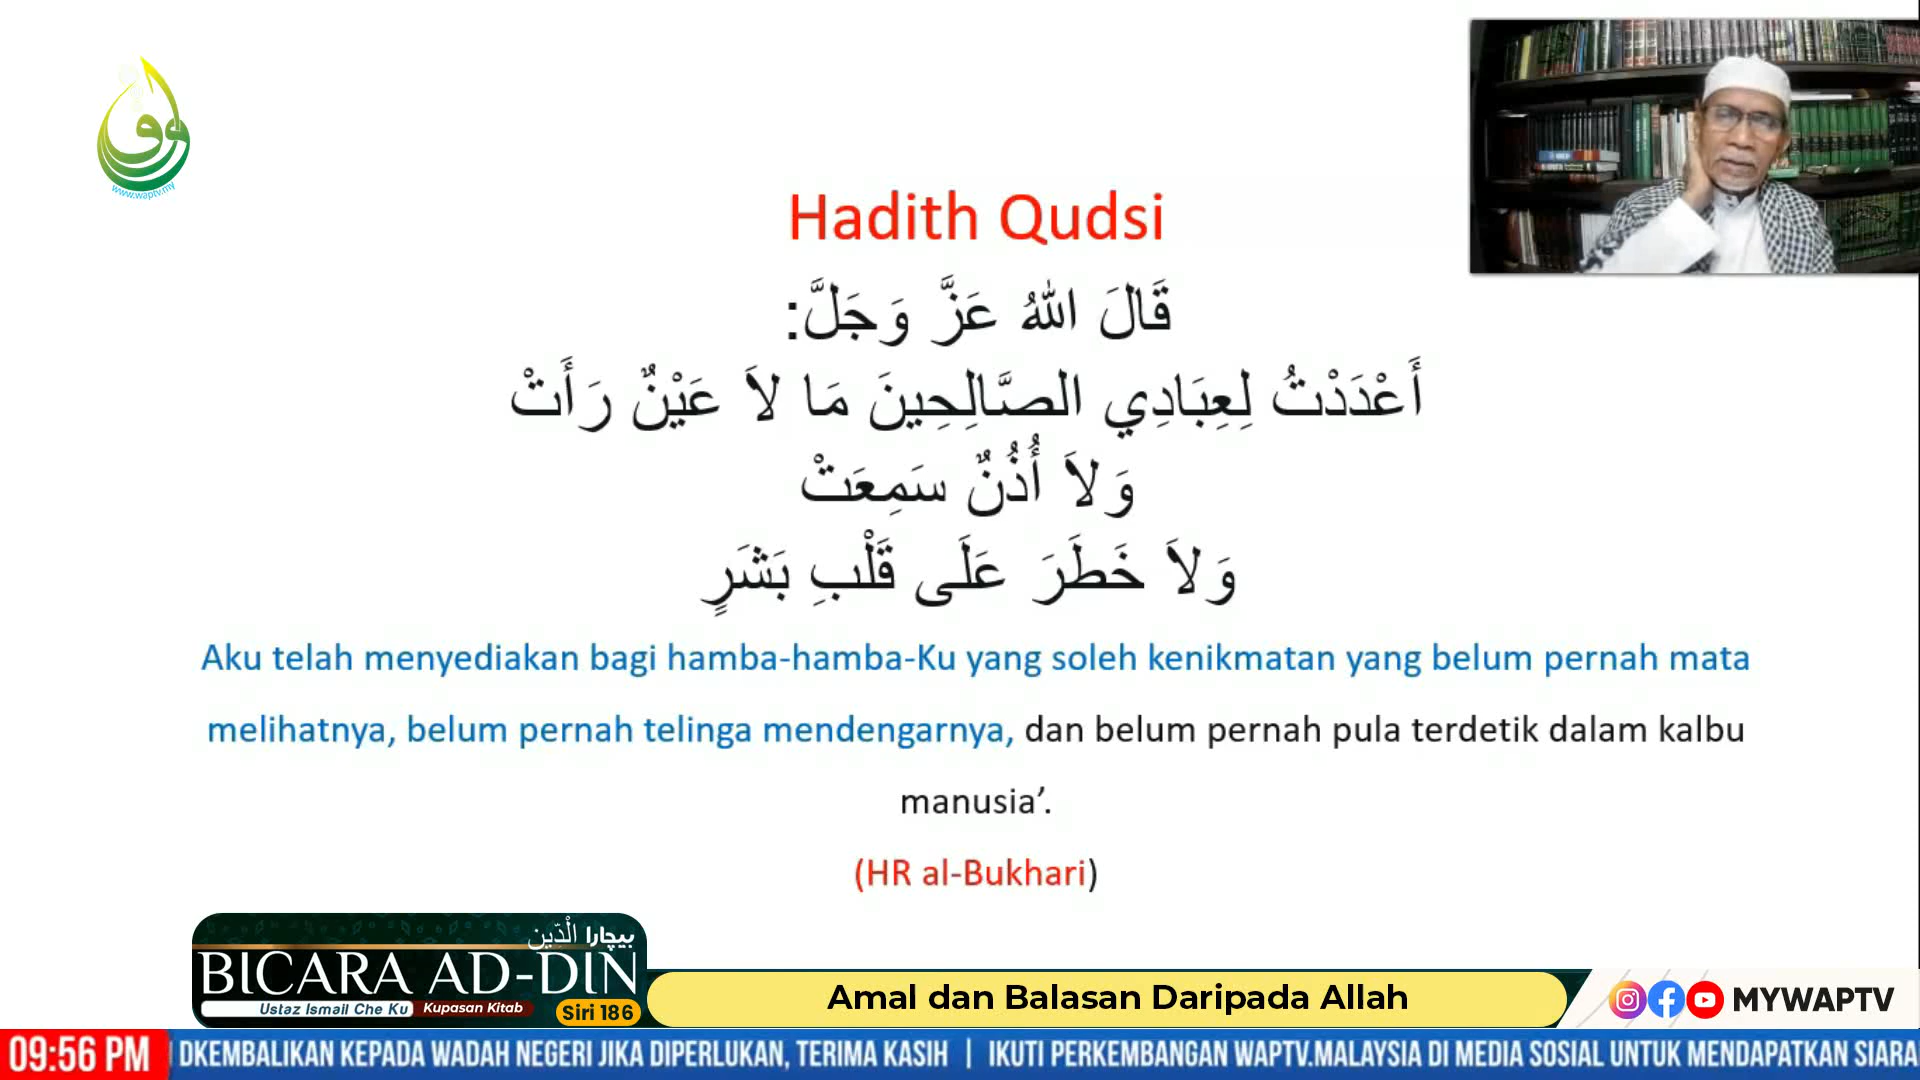 www.waptv.my
Hadith Qudsi
قَالَ اللهُ عَزَّ وَجَلَّ:
أَعْدَدْتُ لِعِبَادِي الصَّالِحِينَ مَا لاَ عَيْنٌ رَأَتْ
وَلاَ أُذُنٌ سَمِعَتْ
وَلاَ خَطَرَ عَلَى قَلْبِ بَشَرٍ
Aku telah menyediakan bagi hamba-hamba-Ku yang soleh kenikmatan yang belum pernah mata
melihatnya, belum pernah telinga mendengarnya, dan belum pernah pula terdetik dalam kalbu
manusia’.
(HR al-Bukhari)
بيچارا الْدِّين
BICARA AD-DIN
Ustaz Ismail Che Ku Kupasan Kitab
Siri 186
Amal dan Balasan Daripada Allah
MYWAPTV
09:56 PM DKEMBALIKAN KEPADA WADAH NEGERI JIKA DIPERLUKAN, TERIMA KASIH | IKUTI PERKEMBANGAN WAPTV.MALAYSIA DI MEDIA SOSIAL UNTUK MENDAPATKAN SIARA